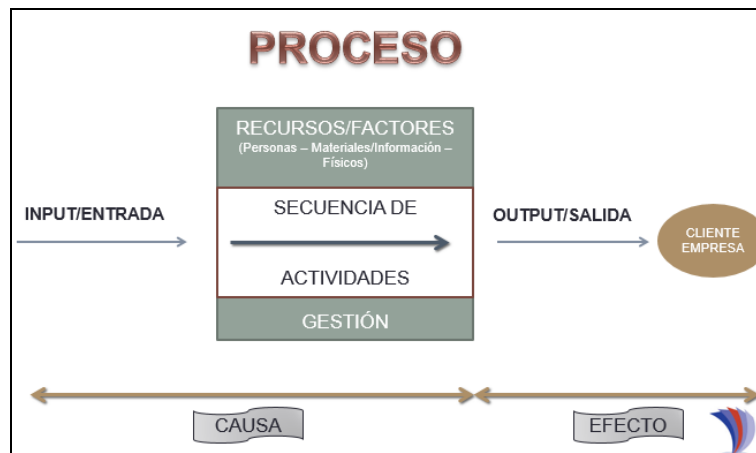 PROCESO
RECURSOS/FACTORES
(Personas – Materiales/Información –
Físicos)
INPUT/ENTRADA
SECUENCIA DE
ACTIVIDADES
OUTPUT/SALIDA
CLIENTE
EMPRESA
GESTIÓN
CAUSA
EFECTO